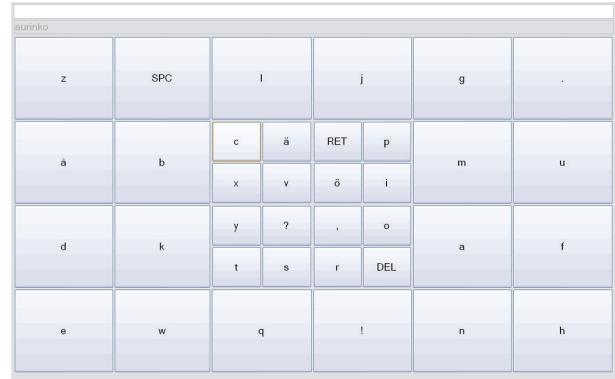 aurinko
z SPC l j g .
c ä RET p
å b m u
x v ö i
y ? , o
d k a f
t s r DEL
e w q ! n h